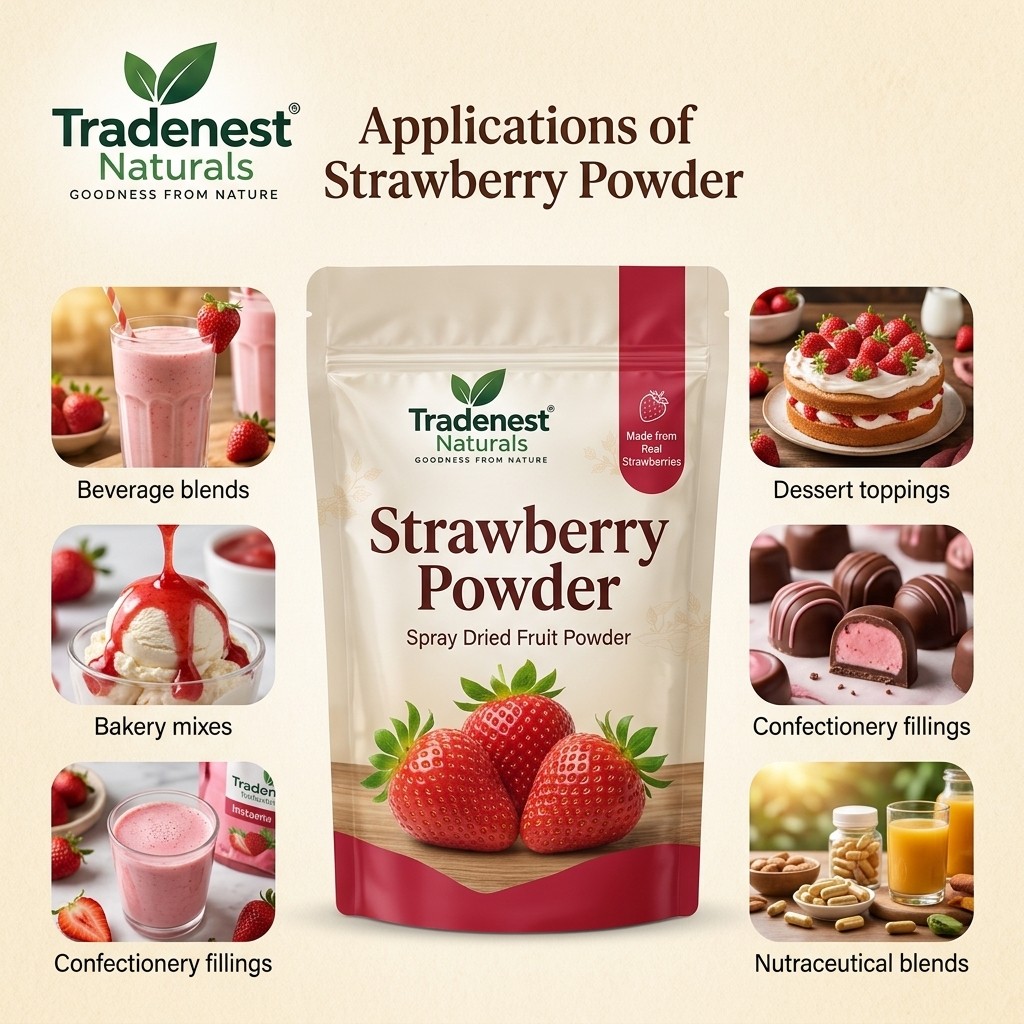 Tradenest®
Naturals
GOODNESS FROM NATURE
Applications of
Strawberry Powder
Beverage blends
Bakery mixes
Traden
Confectionery fillings
Tradenest®
Naturals
GOODNESS FROM NATURE
Made from
Real
Strawberries
Strawberry
Powder
Spray Dried Fruit Powder
Dessert toppings
Confectionery fillings
Nutraceutical blends